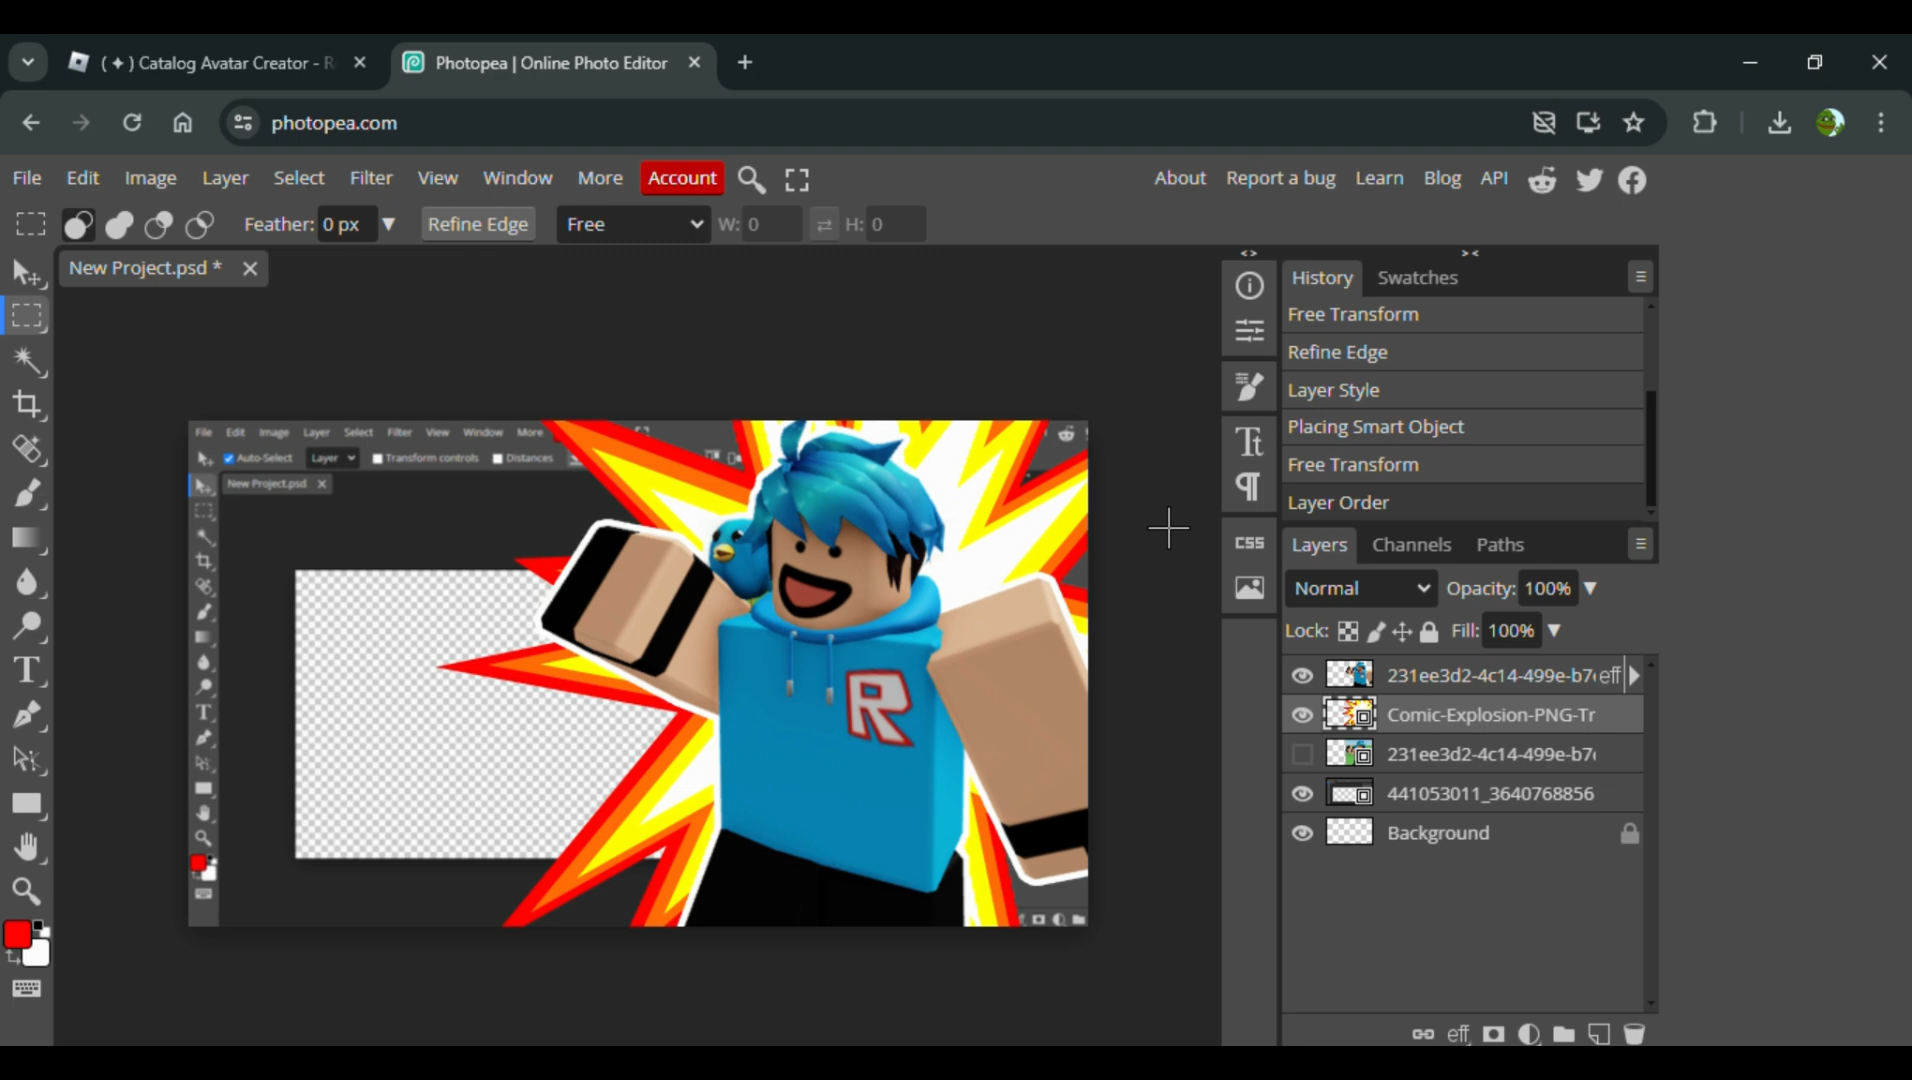 ( ✦ ) Catalog Avatar Creator - R
Photopea | Online Photo Editor
photopea.com
File Edit Image Layer Select Filter View Window More Account
About Report a bug Learn Blog API
Feather: 0 px Refine Edge Free W: 0 H: 0
New Project.psd *
History Swatches
Free Transform
Refine Edge
Layer Style
Placing Smart Object
Free Transform
Layer Order
File Edit Image Layer Select Filter View Window More
Auto-Select Layer Transform controls Distances
New Project.psd
R
T
T
Tt
CSS
Layers Channels Paths
Normal Opacity: 100%
Lock: Fill: 100%
231ee3d2-4c14-499e-b7 eff
Comic-Explosion-PNG-Tr
231ee3d2-4c14-499e-b7
441053011_3640768856
Background
eff